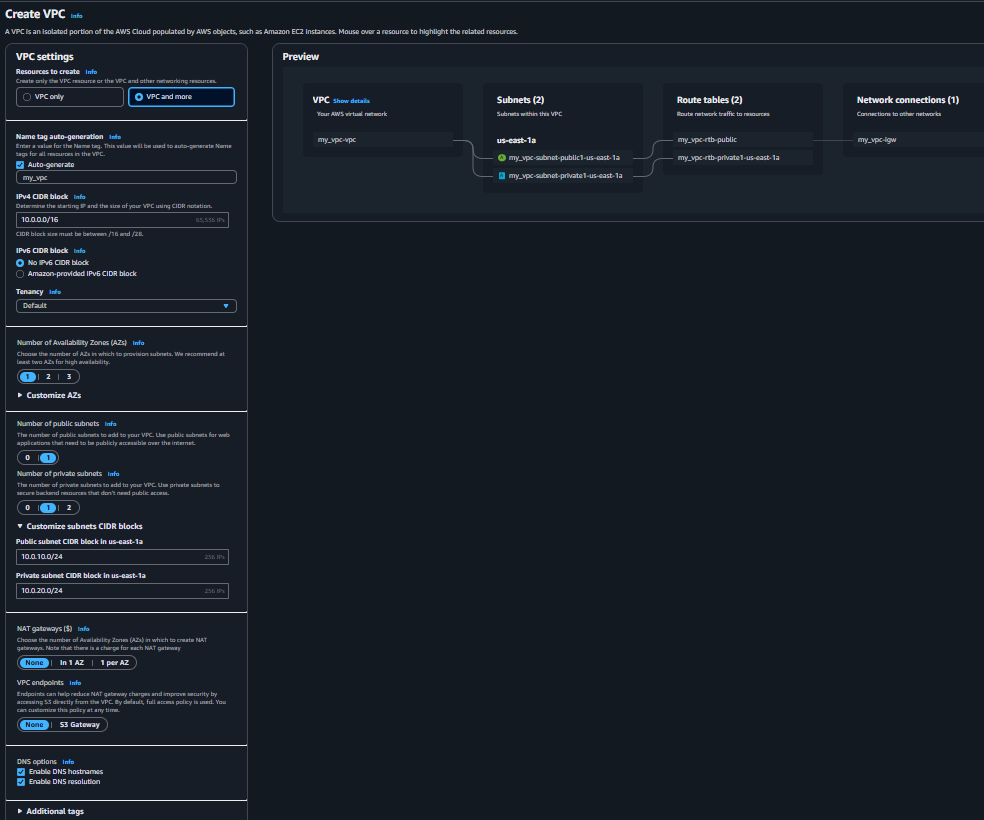 Create VPC Info
A VPC is an isolated portion of the AWS Cloud populated by AWS objects, such as Amazon EC2 instances. Mouse over a resource to highlight the related resources.
VPC settings
Resources to create Info
Create only the VPC resource or the VPC and other networking resources.
VPC only
VPC and more
Name tag auto-generation Info
Enter a value for the Name tag. This value will be used to auto-generate Name
tags for all resources in the VPC.
Auto-generate
my_vpc
IPv4 CIDR block Info
Determine the starting IP and the size of your VPC using CIDR notation.
10.0.0.0/16 65,536 IPs
CIDR block size must be between /16 and /28.
IPv6 CIDR block Info
No IPv6 CIDR block
Amazon-provided IPv6 CIDR block
Tenancy Info
Default
Number of Availability Zones (AZs) Info
Choose the number of AZs in which to provision subnets. We recommend at
least two AZs for high availability.
1 2 3
Customize AZs
Number of public subnets Info
The number of public subnets to add to your VPC. Use public subnets for web
applications that need to be publicly accessible over the internet.
0 1
Number of private subnets Info
The number of private subnets to add to your VPC. Use private subnets to
secure backend resources that don't need public access.
0 1 2
Customize subnets CIDR blocks
Public subnet CIDR block in us-east-1a
10.0.10.0/24 256 IPs
Private subnet CIDR block in us-east-1a
10.0.20.0/24 256 IPs
NAT gateways ($) Info
Choose the number of Availability Zones (AZs) in which to create NAT
gateways. Note that there is a charge for each NAT gateway
None In 1 AZ 1 per AZ
VPC endpoints Info
Endpoints can help reduce NAT gateway charges and improve security by
accessing S3 directly from the VPC. By default, full access policy is used. You
can customize this policy at any time.
None S3 Gateway
DNS options Info
Enable DNS hostnames
Enable DNS resolution
Additional tags
Preview
VPC Show details
Your AWS virtual network
my_vpc-vpc
Subnets (2)
Subnets within this VPC
us-east-1a
my_vpc-subnet-public1-us-east-1a
my_vpc-subnet-private1-us-east-1a
Route tables (2)
Route network traffic to resources
my_vpc-rtb-public
my_vpc-rtb-private1-us-east-1a
Network connections (1)
Connections to other networks
my_vpc-igw